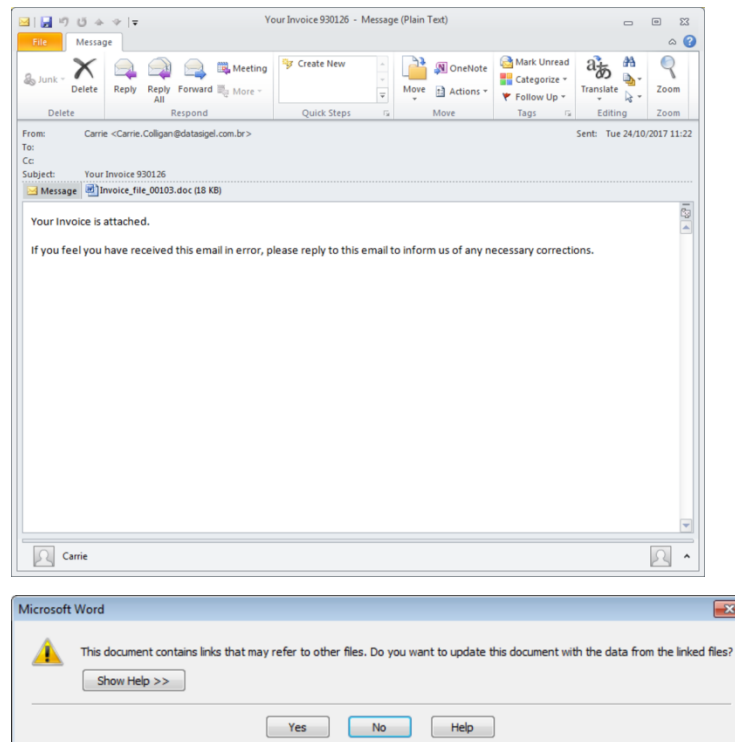 Your Invoice 930126 - Message (Plain Text)
File Message
Junk Delete Reply Reply All Forward Meeting More Create New Move OneNote Actions Mark Unread Categorize Follow Up Translate Zoom
Delete Respond Quick Steps Move Tags Editing Zoom
From: Carrie <Carrie.Colligan@datasigel.com.br> Sent: Tue 24/10/2017 11:22
To:
Cc:
Subject: Your Invoice 930126
Message Invoice_file_00103.doc (18 KB)
Your Invoice is attached.
If you feel you have received this email in error, please reply to this email to inform us of any necessary corrections.
Carrie
Microsoft Word
This document contains links that may refer to other files. Do you want to update this document with the data from the linked files?
Show Help >>
Yes No Help